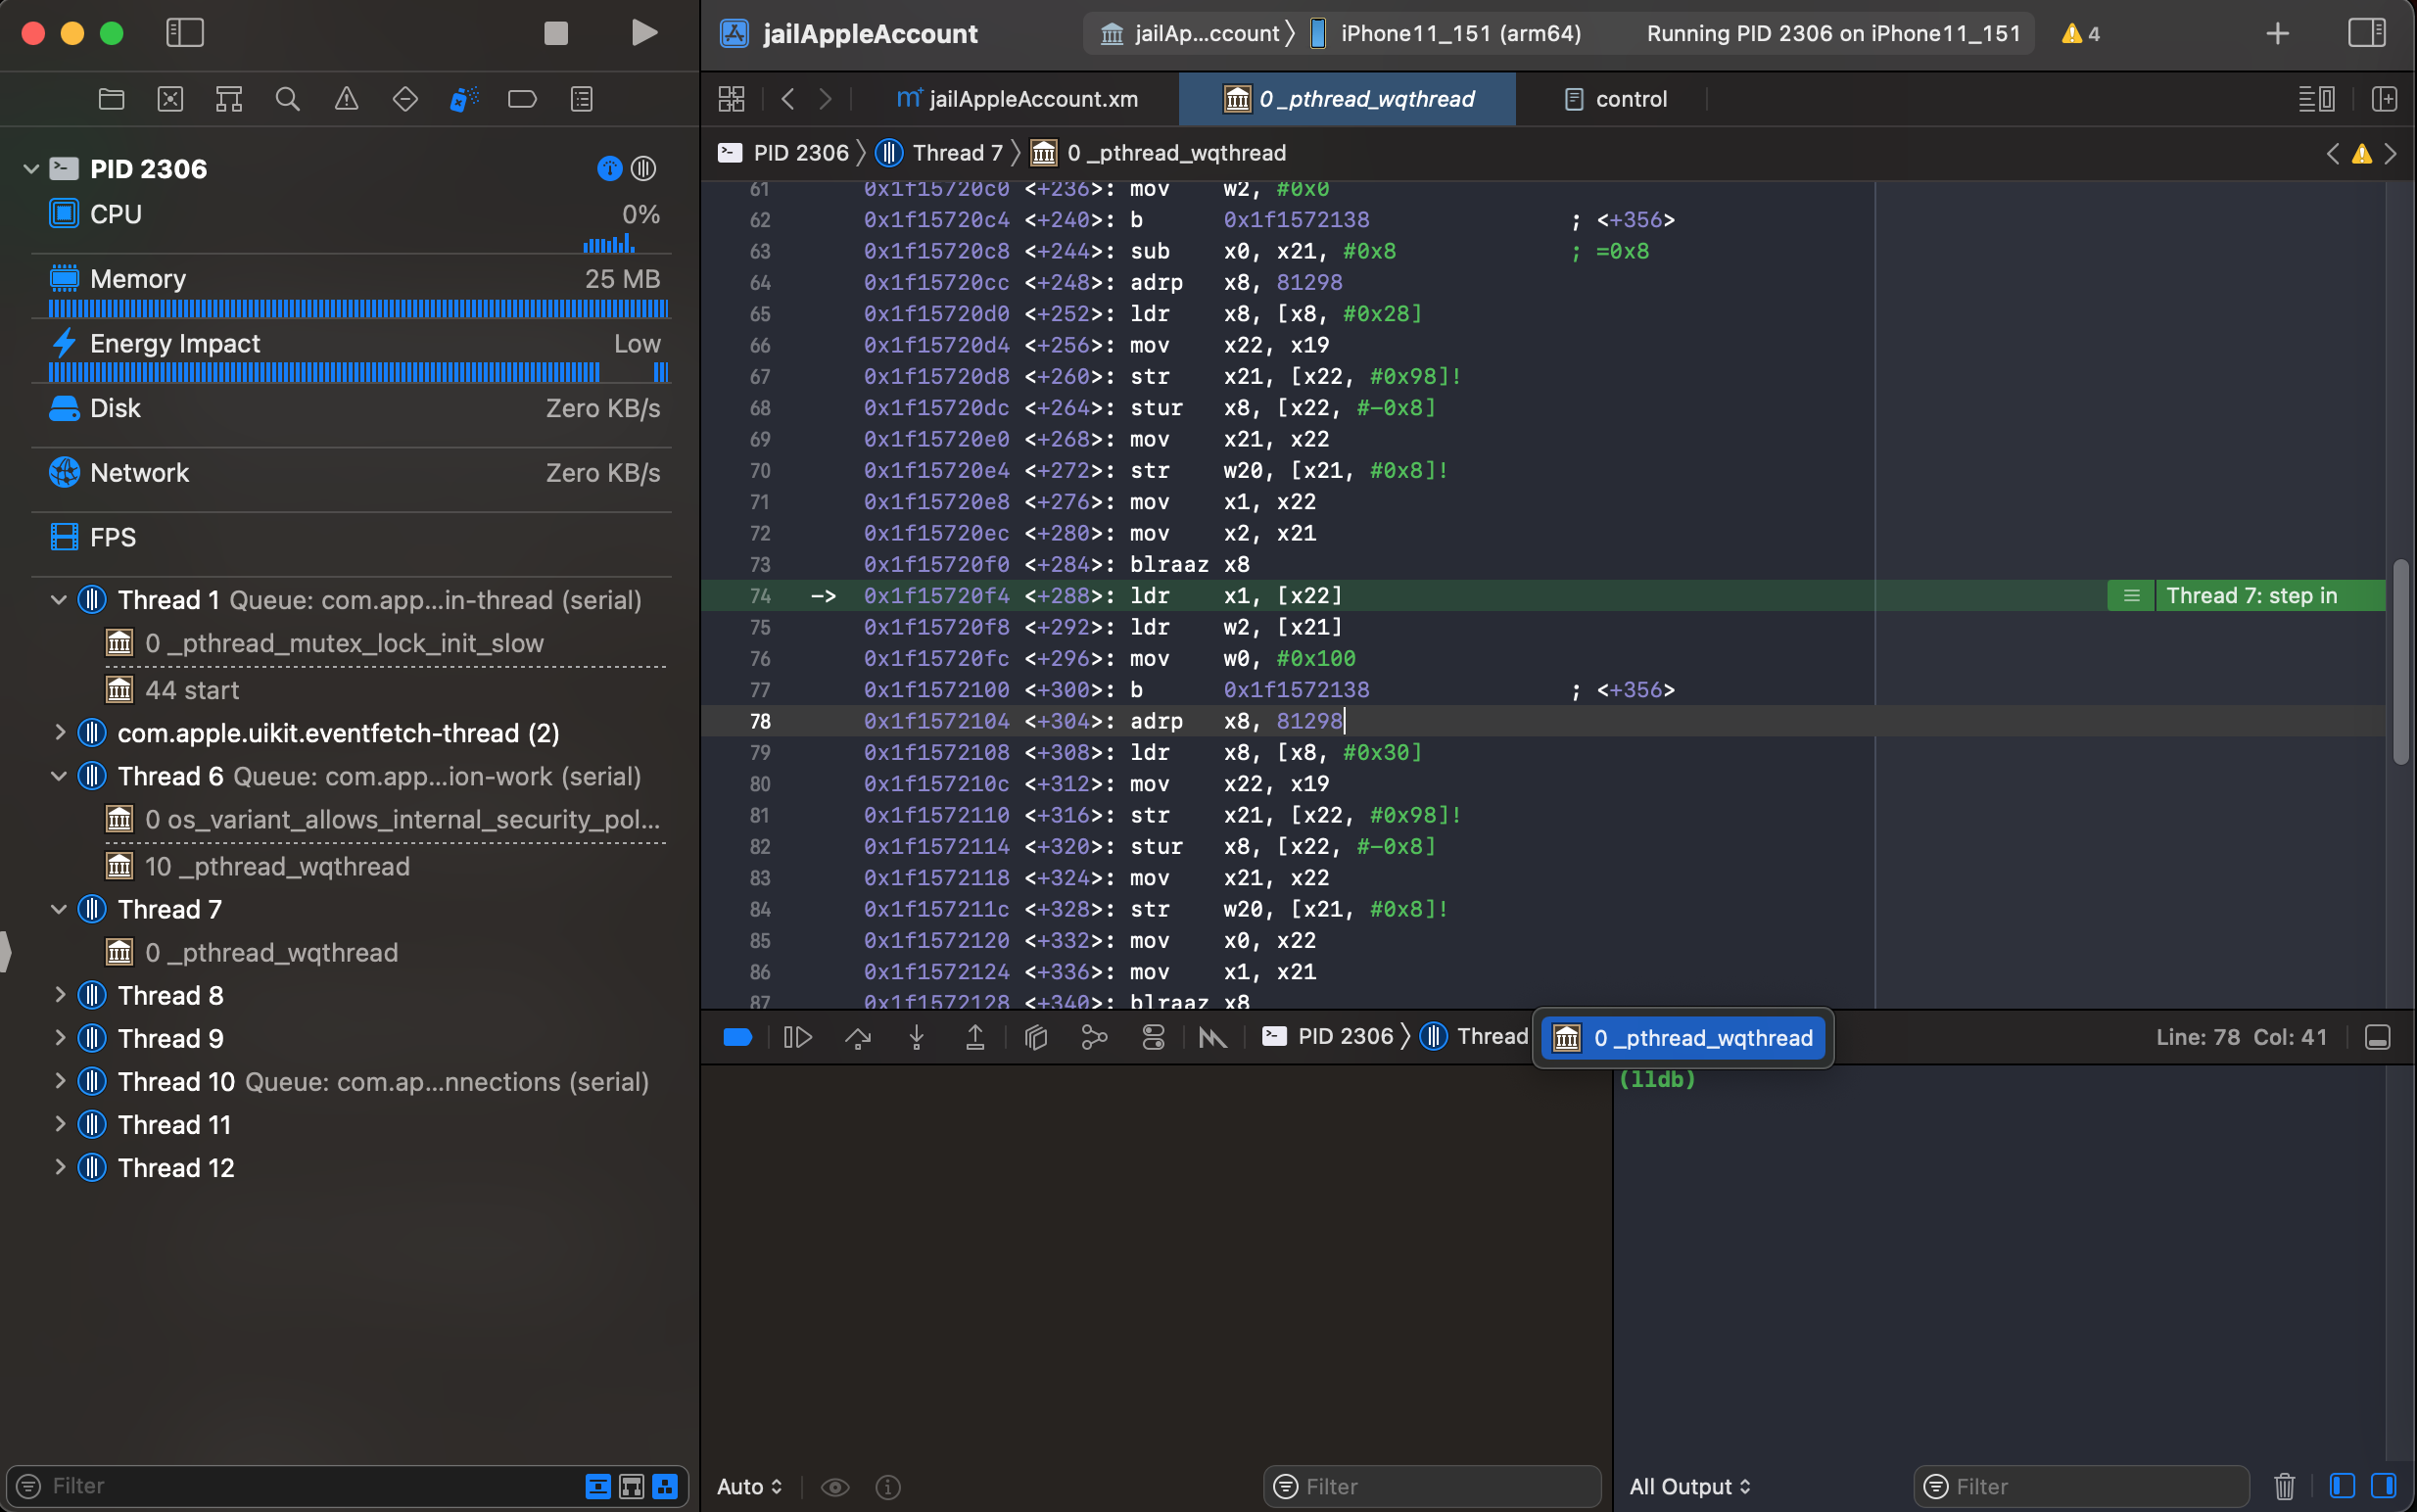 jailAppleAccount
jailAp...ccount
iPhone11_151 (arm64)
Running PID 2306 on iPhone11_151
4
jailAppleAccount.xm
0 _pthread_wqthread
control
PID 2306
Thread 7
0 _pthread_wqthread
PID 2306
CPU
0%
Memory
25 MB
Energy Impact
Low
Disk
Zero KB/s
Network
Zero KB/s
FPS
Thread 1 Queue: com.app...in-thread (serial)
0 _pthread_mutex_lock_init_slow
44 start
com.apple.uikit.eventfetch-thread (2)
Thread 6 Queue: com.app...ion-work (serial)
0 os_variant_allows_internal_security_pol...
10 _pthread_wqthread
Thread 7
0 _pthread_wqthread
Thread 8
Thread 9
Thread 10 Queue: com.ap...nnections (serial)
Thread 11
Thread 12
Filter
61 0x1f15720c0 <+236>: mov w2, #0x0
62 0x1f15720c4 <+240>: b 0x1f1572138 ; <+356>
63 0x1f15720c8 <+244>: sub x0, x21, #0x8 ; =0x8
64 0x1f15720cc <+248>: adrp x8, 81298
65 0x1f15720d0 <+252>: ldr x8, [x8, #0x28]
66 0x1f15720d4 <+256>: mov x22, x19
67 0x1f15720d8 <+260>: str x21, [x22, #0x98]!
68 0x1f15720dc <+264>: stur x8, [x22, #-0x8]
69 0x1f15720e0 <+268>: mov x21, x22
70 0x1f15720e4 <+272>: str w20, [x21, #0x8]!
71 0x1f15720e8 <+276>: mov x1, x22
72 0x1f15720ec <+280>: mov x2, x21
73 0x1f15720f0 <+284>: blraaz x8
74 -> 0x1f15720f4 <+288>: ldr x1, [x22]
Thread 7: step in
75 0x1f15720f8 <+292>: ldr w2, [x21]
76 0x1f15720fc <+296>: mov w0, #0x100
77 0x1f1572100 <+300>: b 0x1f1572138 ; <+356>
78 0x1f1572104 <+304>: adrp x8, 81298
79 0x1f1572108 <+308>: ldr x8, [x8, #0x30]
80 0x1f157210c <+312>: mov x22, x19
81 0x1f1572110 <+316>: str x21, [x22, #0x98]!
82 0x1f1572114 <+320>: stur x8, [x22, #-0x8]
83 0x1f1572118 <+324>: mov x21, x22
84 0x1f157211c <+328>: str w20, [x21, #0x8]!
85 0x1f1572120 <+332>: mov x0, x22
86 0x1f1572124 <+336>: mov x1, x21
87 0x1f1572128 <+340>: blraaz x8
PID 2306
Thread
0 _pthread_wqthread
Line: 78 Col: 41
(lldb)
Auto
Filter
All Output
Filter